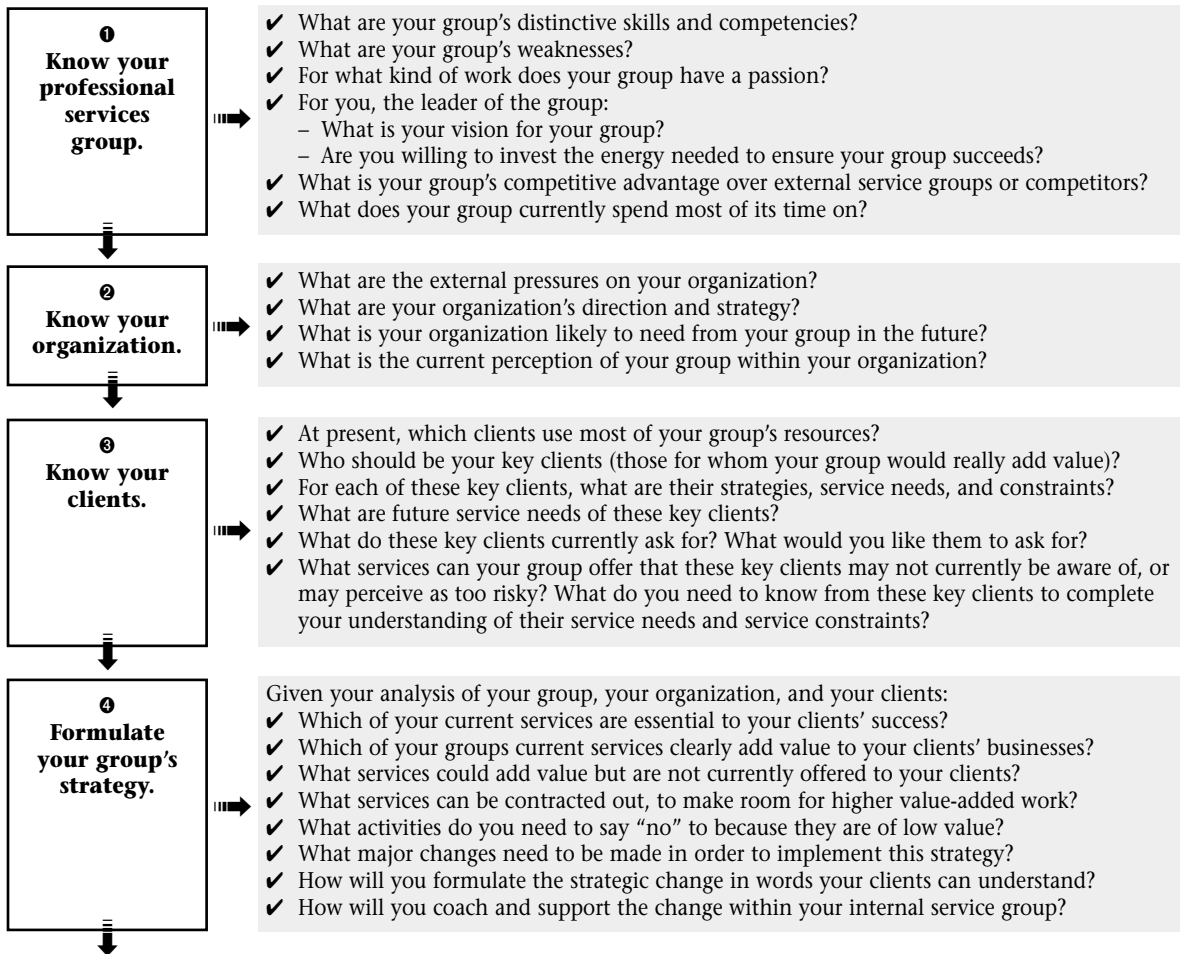 ❶
Know your
professional
services
group.
✔ What are your group’s distinctive skills and competencies?
✔ What are your group’s weaknesses?
✔ For what kind of work does your group have a passion?
✔ For you, the leader of the group:
– What is your vision for your group?
– Are you willing to invest the energy needed to ensure your group succeeds?
✔ What is your group’s competitive advantage over external service groups or competitors?
✔ What does your group currently spend most of its time on?
❷
Know your
organization.
✔ What are the external pressures on your organization?
✔ What are your organization’s direction and strategy?
✔ What is your organization likely to need from your group in the future?
✔ What is the current perception of your group within your organization?
❸
Know your
clients.
✔ At present, which clients use most of your group’s resources?
✔ Who should be your key clients (those for whom your group would really add value)?
✔ For each of these key clients, what are their strategies, service needs, and constraints?
✔ What are future service needs of these key clients?
✔ What do these key clients currently ask for? What would you like them to ask for?
✔ What services can your group offer that these key clients may not currently be aware of, or
may perceive as too risky? What do you need to know from these key clients to complete
your understanding of their service needs and service constraints?
❹
Formulate
your group’s
strategy.
Given your analysis of your group, your organization, and your clients:
✔ Which of your current services are essential to your clients’ success?
✔ Which of your groups current services clearly add value to your clients’ businesses?
✔ What services could add value but are not currently offered to your clients?
✔ What services can be contracted out, to make room for higher value-added work?
✔ What activities do you need to say “no” to because they are of low value?
✔ What major changes need to be made in order to implement this strategy?
✔ How will you formulate the strategic change in words your clients can understand?
✔ How will you coach and support the change within your internal service group?